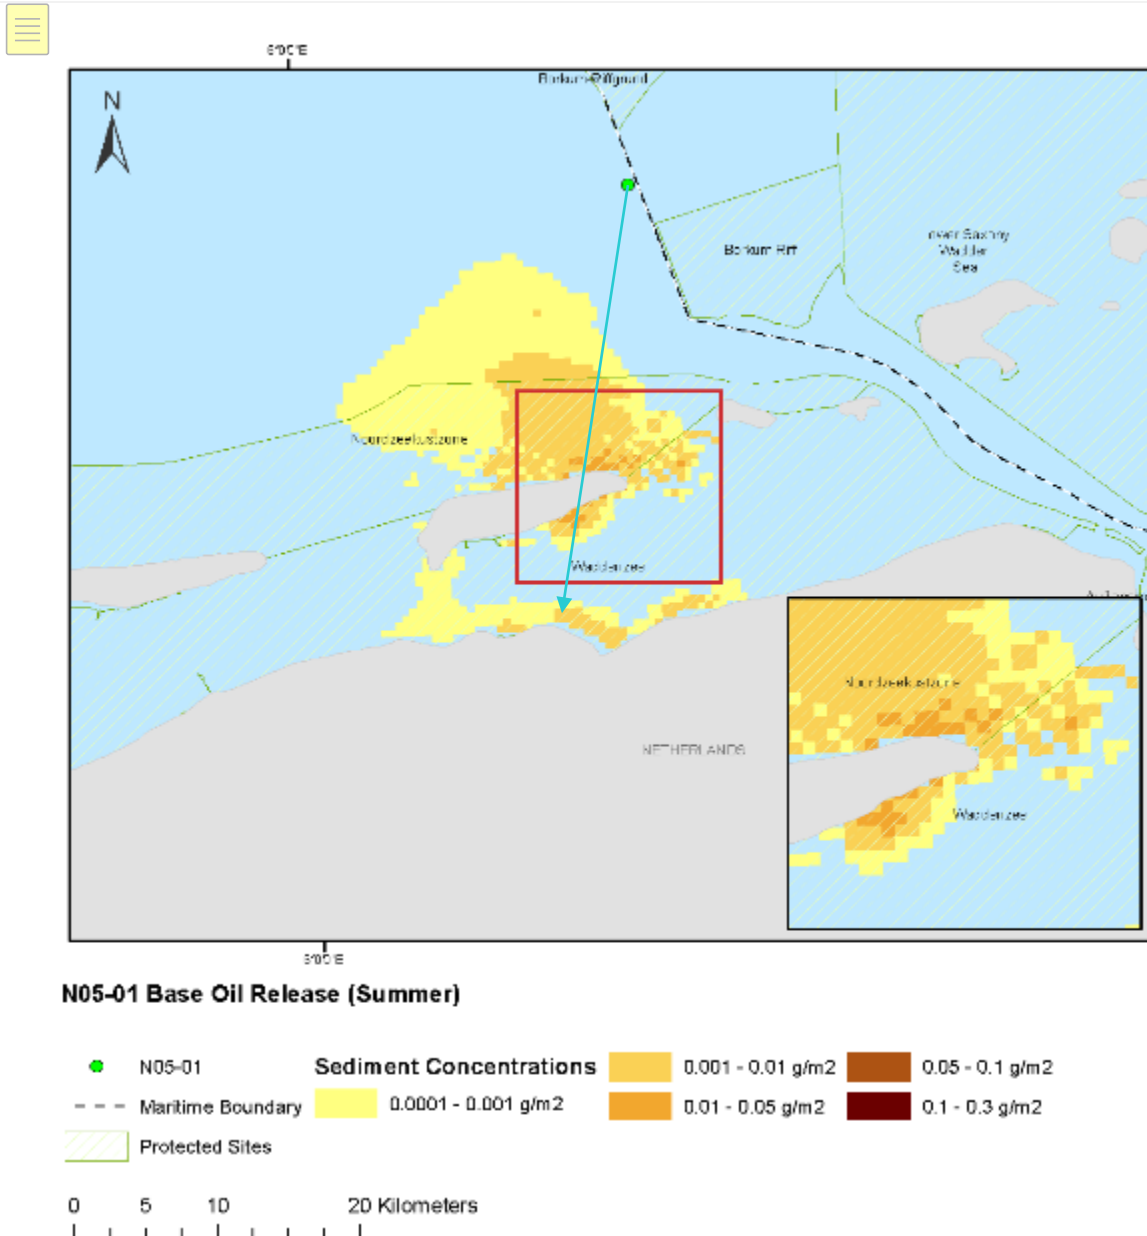 N
Borkum-Riffgrund
Borkum Riff
Wadden
Sea
Noordzeekustzone
Waddenzee
NETHERLANDS
Noordzeekustzone
Waddenzee
N05-01 Base Oil Release (Summer)
N05-01
Maritime Boundary
Protected Sites
Sediment Concentrations
0.0001 - 0.001 g/m2
0.001 - 0.01 g/m2
0.01 - 0.05 g/m2
0.05 - 0.1 g/m2
0.1 - 0.3 g/m2
0 5 10 20 Kilometers